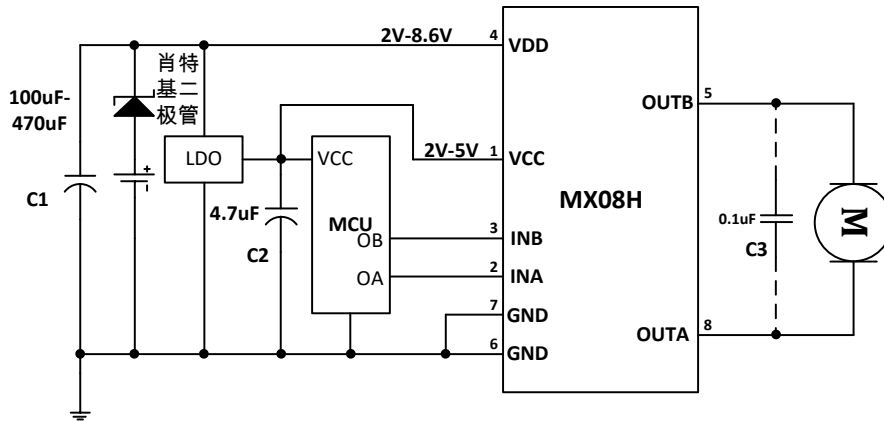 2V-8.6V
4
VDD
肖特
基二
极管
100uF-
470uF
C1
+
LDO
VCC
2V-5V
1
VCC
MX08H
4.7uF
C2
MCU
OB
3
INB
OA
2
INA
7
GND
6
GND
5
OUTB
0.1uF
C3
M
8
OUTA